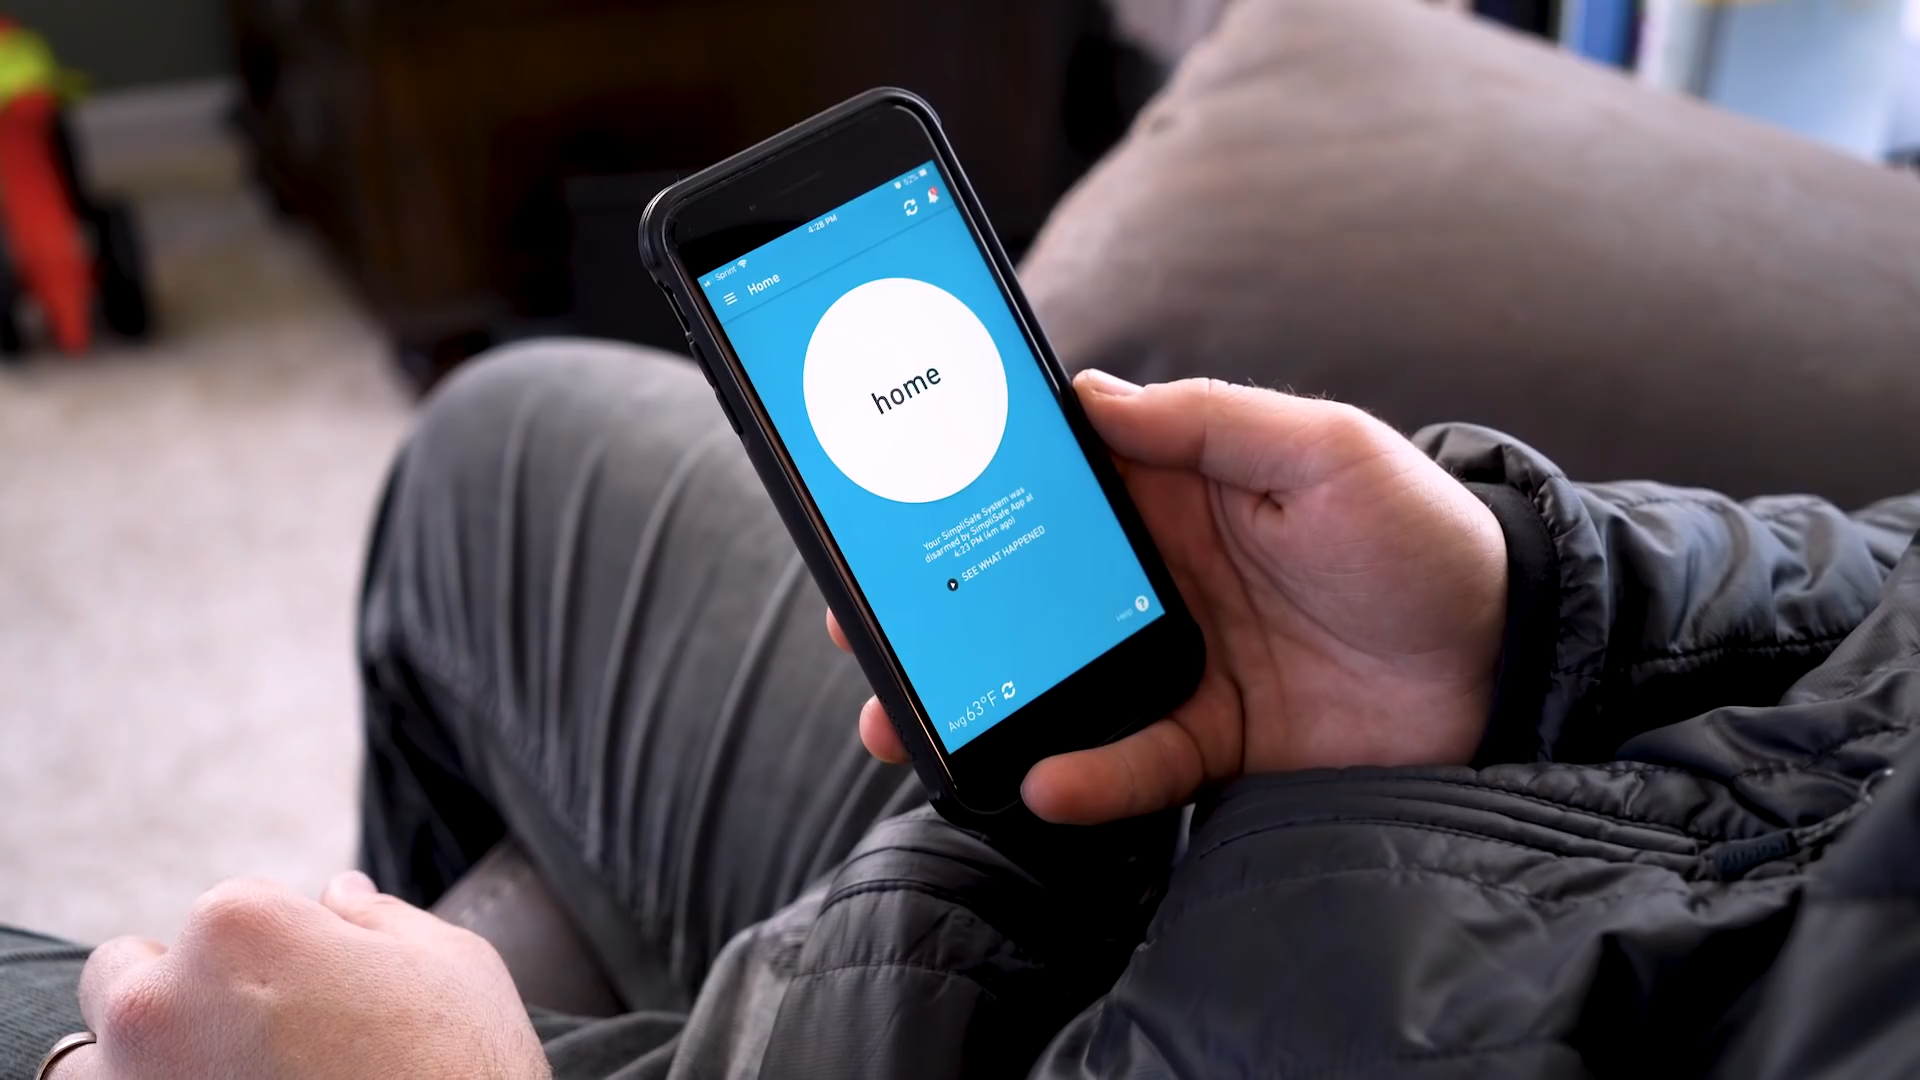 Sprint
4:28 PM
52%
Home
home
Your SimpliSafe System was
disarmed by SimpliSafe App at
4:23 PM (4m ago)
SEE WHAT HAPPENED
?
Avg 63°F